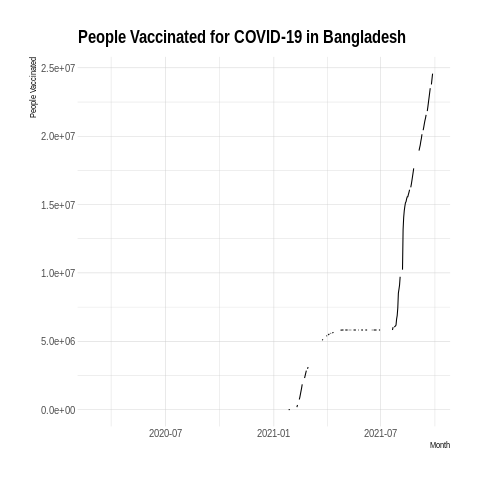 People Vaccinated for COVID-19 in Bangladesh
People Vaccinated
2.5e+07
2.0e+07
1.5e+07
1.0e+07
5.0e+06
0.0e+00
2020-07
2021-01
2021-07
Month